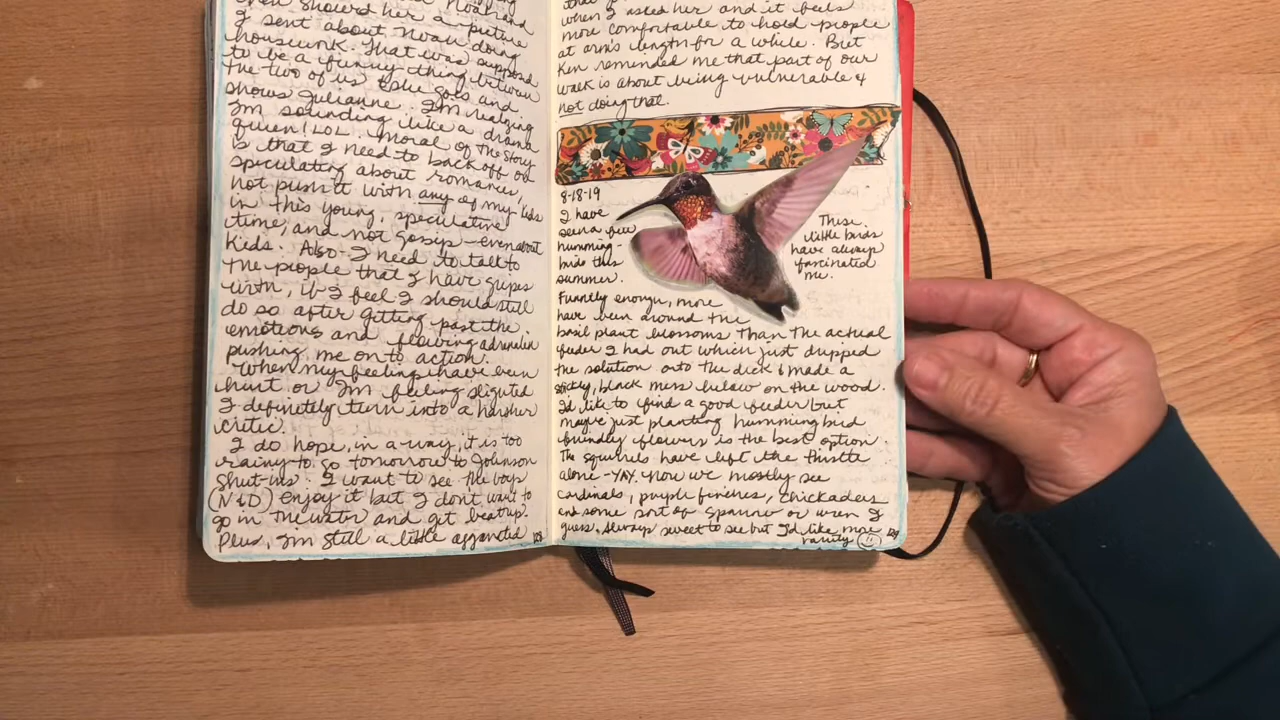 Then showed her a picture
I sent about Noah doing
housework. That was supposed
to be a funny thing between
the two of us
shows Julianne. I'm realizing
I'm sounding like a drama
queen! LOL. Moral of the story
is that I need to back off on
speculating about romance,
not push it with any of my kids
in this young, speculative
time, and not gossip - even about
kids. Also - I need to talk to
the people that I have gripes
with, if I feel I should still
do so after getting past the
emotions and flowing adrenalin
pushing me on to action.
When my feelings have been
hurt or I'm feeling slighted
I definitely turn into a harsher
critic.
I do hope, in a way, it is too
rainy to go tomorrow to Johnson
Shut-ins. I want to see the boys
(N & D) enjoy it but I don't want to
go in the water and get beat up.
Plus, I'm still a little aggravated
when I asked her and it feels
more comfortable to hold people
at arm's length for a while. But
Ken reminded me that part of our
walk is about being vulnerable &
not doing that.
8-18-19
I have
seen a few
humming-
birds this
summer.
These
little birds
have always
fascinated
me.
Funnily enough, more
have been around the
basil plant blossoms than the actual
feeder I had out which just dripped
the solution onto the deck & made a
sticky, black mess below on the wood.
I'd like to find a good feeder but
maybe just planting hummingbird
friendly flowers is the best option.
The squirrels have left the thistle
alone - YAY. Now we mostly see
cardinals, purple finches, chickadees
and some sort of sparrow or wren I
guess. Always sweet to see but I'd like more
variety